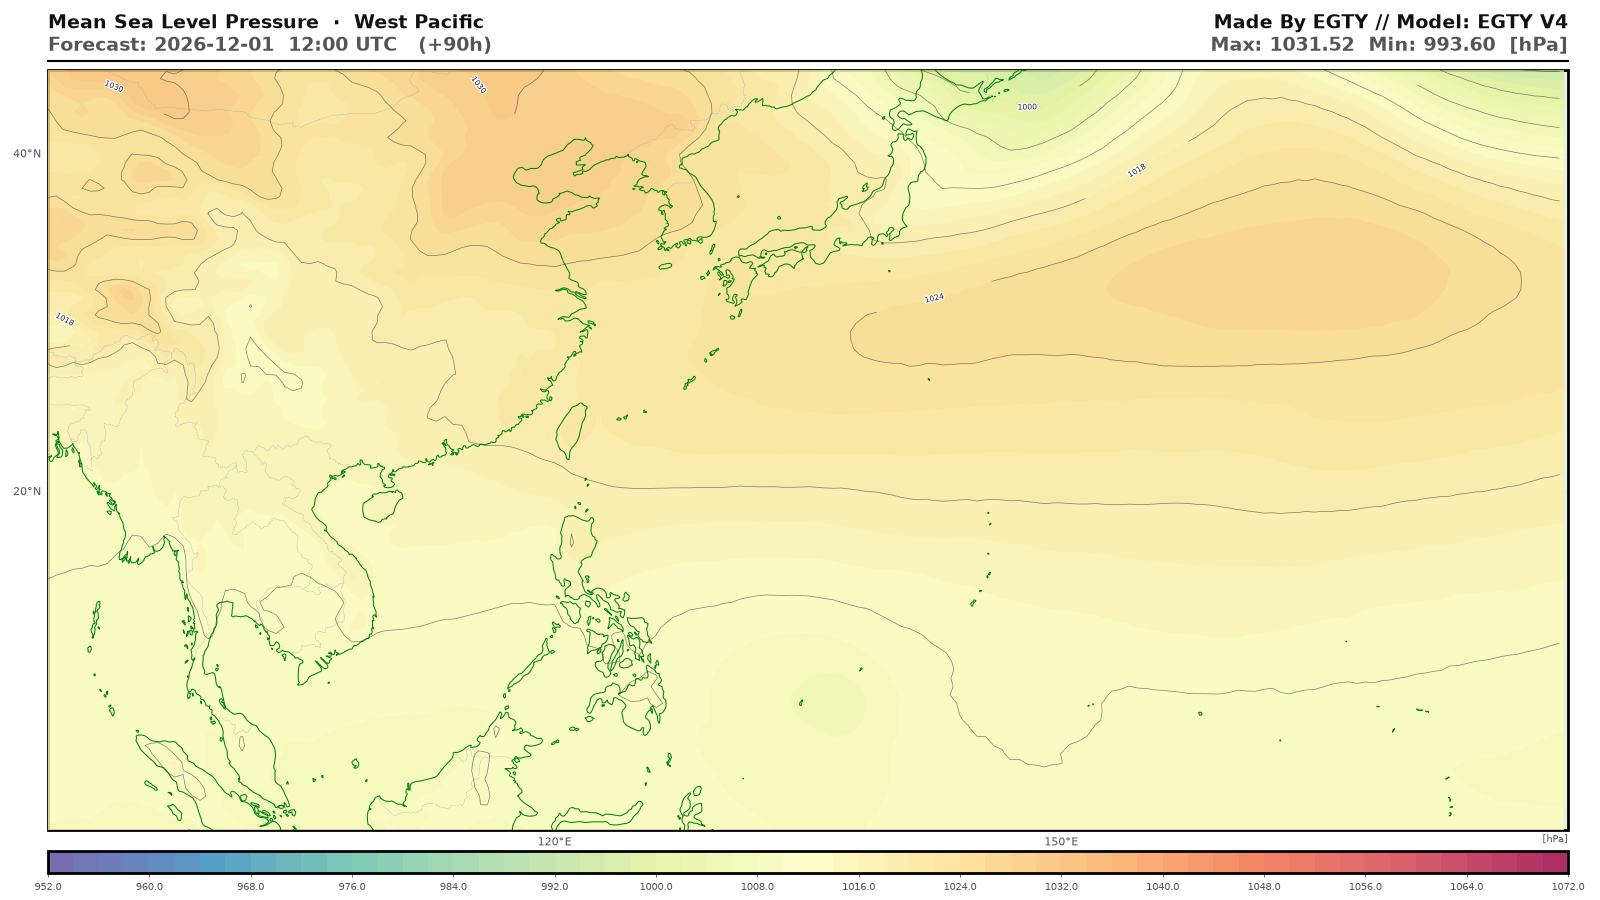 Mean Sea Level Pressure · West Pacific
Made By EGTY // Model: EGTY V4
Forecast: 2026-12-01 12:00 UTC (+90h)
Max: 1031.52 Min: 993.60 [hPa]
1030
1030
1000
40°N
1018
1024
1018
20°N
120°E
150°E
[hPa]
952.0 960.0 968.0 976.0 984.0 992.0 1000.0 1008.0 1016.0 1024.0 1032.0 1040.0 1048.0 1056.0 1064.0 1072.0